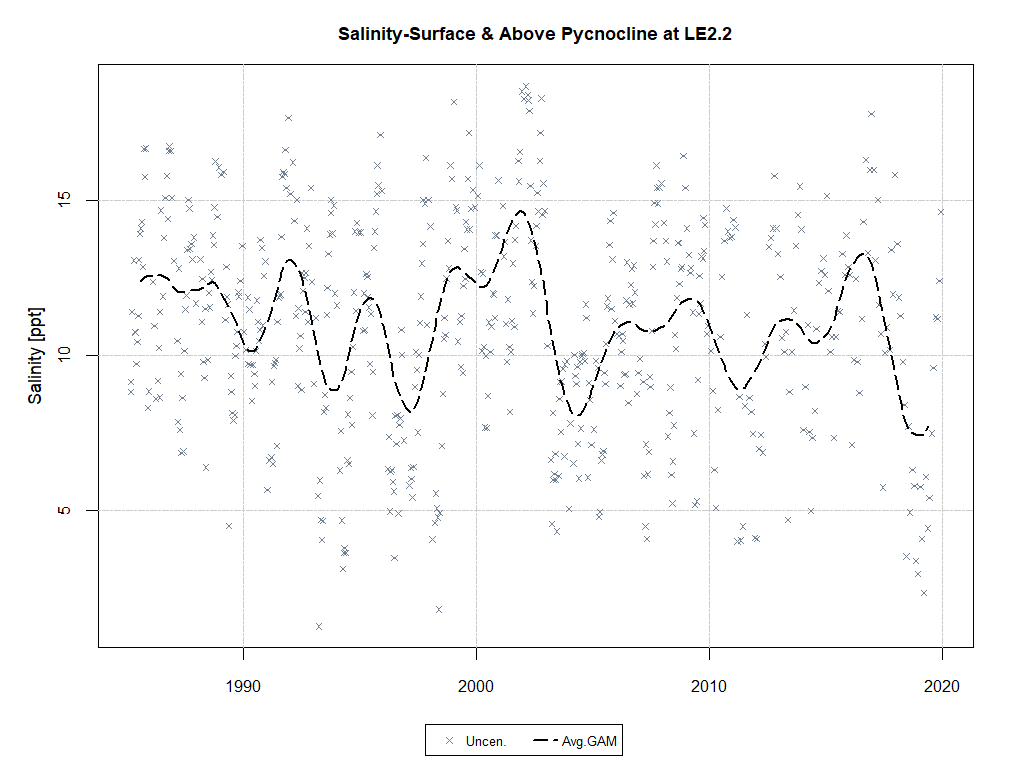 Salinity-Surface & Above Pycnocline at LE2.2
Salinity [ppt]
15
10
5
1990 2000 2010 2020
Uncen. Avg.GAM